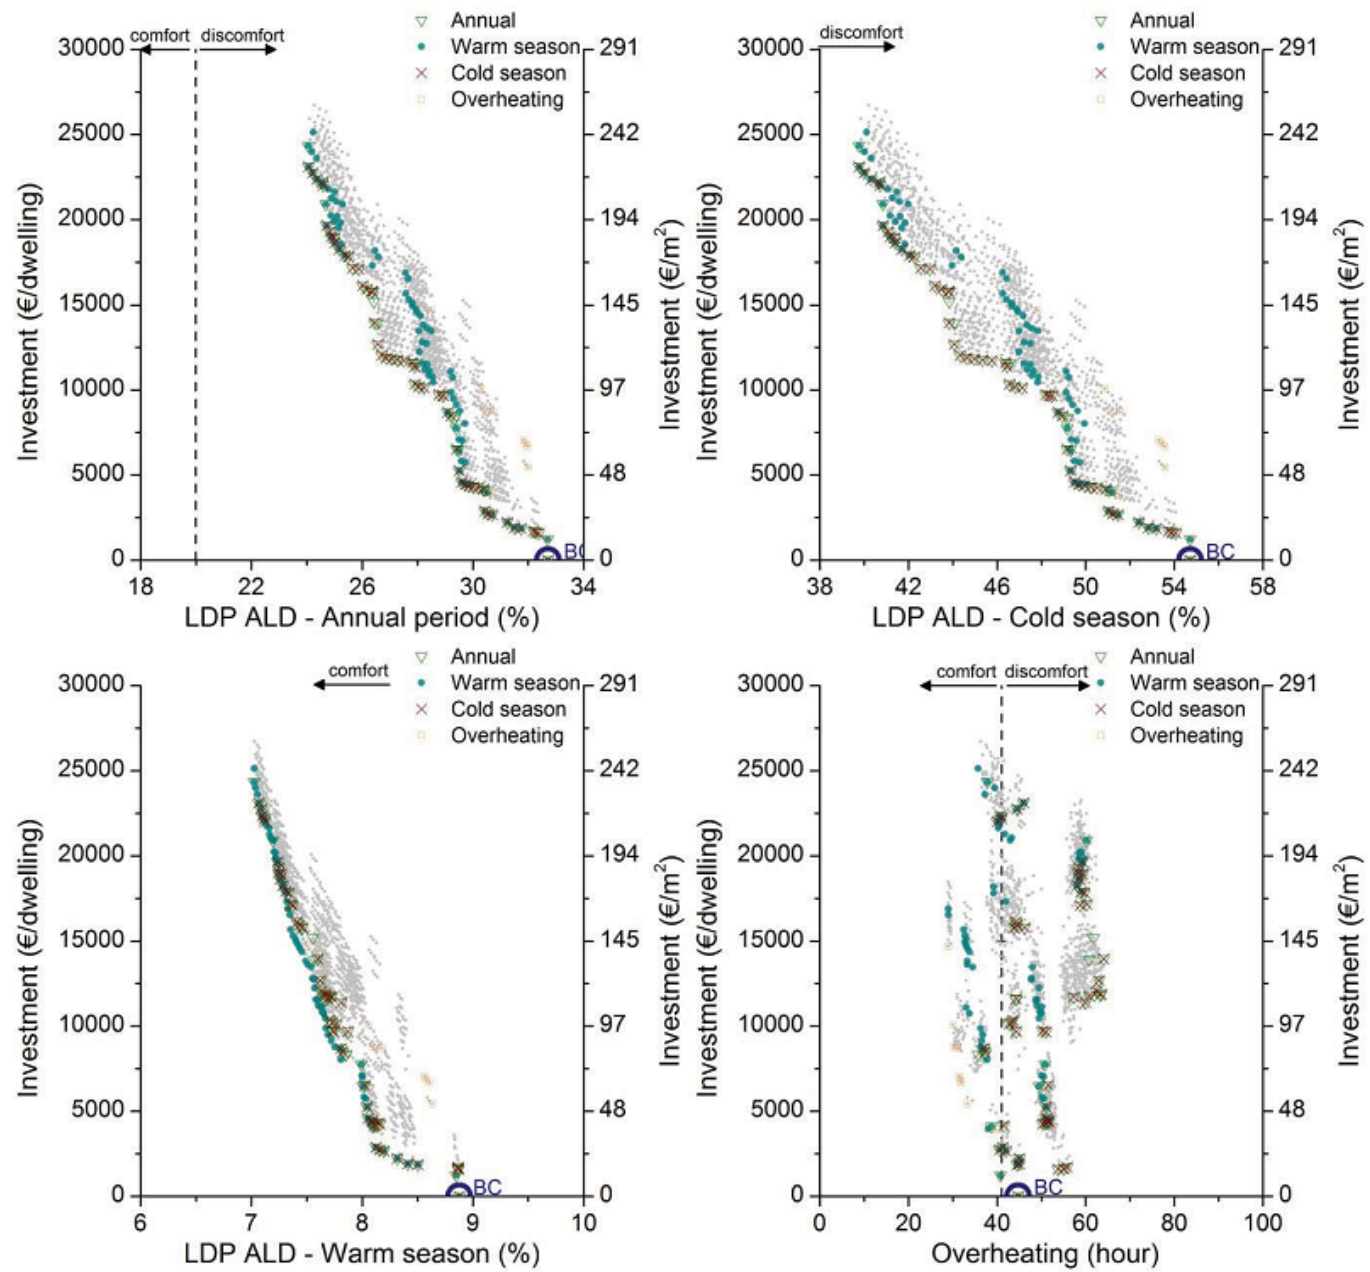 comfort discomfort
Annual
Warm season
Cold season
Overheating
30000
25000
20000
15000
10000
5000
0
Investment (€/dwelling)
291
242
194
145
97
48
0
Investment (€/m²)
BC
18 22 26 30 34
LDP ALD - Annual period (%)
discomfort
Annual
Warm season
Cold season
Overheating
30000
25000
20000
15000
10000
5000
0
Investment (€/dwelling)
291
242
194
145
97
48
0
Investment (€/m²)
BC
38 42 46 50 54 58
LDP ALD - Cold season (%)
comfort
Annual
Warm season
Cold season
Overheating
30000
25000
20000
15000
10000
5000
0
Investment (€/dwelling)
291
242
194
145
97
48
0
Investment (€/m²)
BC
6 7 8 9 10
LDP ALD - Warm season (%)
comfort discomfort
Annual
Warm season
Cold season
Overheating
30000
25000
20000
15000
10000
5000
0
Investment (€/dwelling)
291
242
194
145
97
48
0
Investment (€/m²)
BC
0 20 40 60 80 100
Overheating (hour)